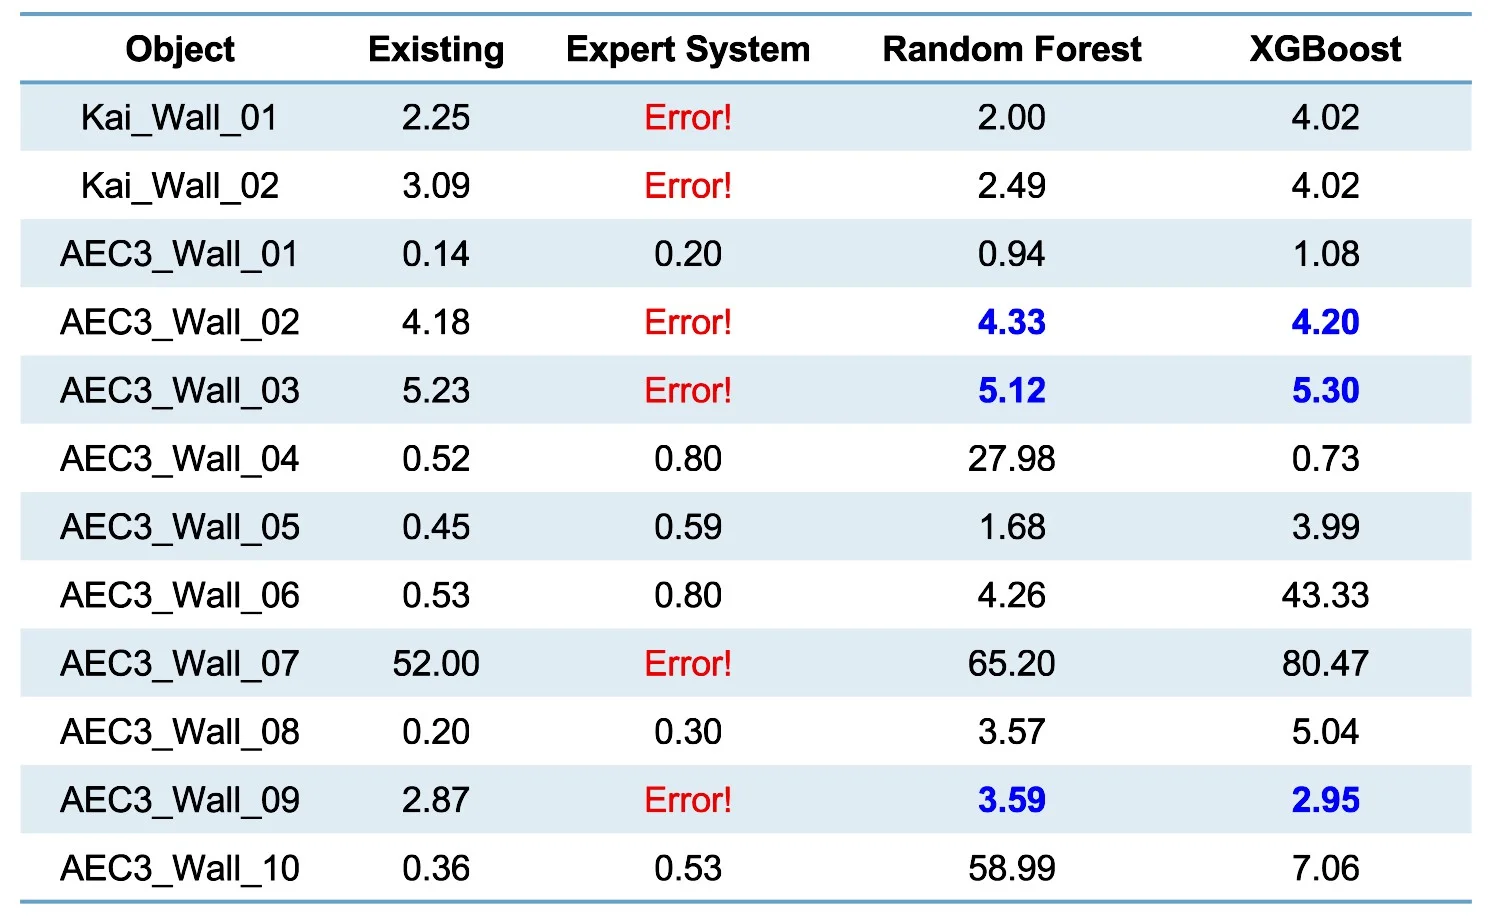 Object Existing Expert System Random Forest XGBoost
Kai_Wall_01 2.25 Error! 2.00 4.02
Kai_Wall_02 3.09 Error! 2.49 4.02
AEC3_Wall_01 0.14 0.20 0.94 1.08
AEC3_Wall_02 4.18 Error! 4.33 4.20
AEC3_Wall_03 5.23 Error! 5.12 5.30
AEC3_Wall_04 0.52 0.80 27.98 0.73
AEC3_Wall_05 0.45 0.59 1.68 3.99
AEC3_Wall_06 0.53 0.80 4.26 43.33
AEC3_Wall_07 52.00 Error! 65.20 80.47
AEC3_Wall_08 0.20 0.30 3.57 5.04
AEC3_Wall_09 2.87 Error! 3.59 2.95
AEC3_Wall_10 0.36 0.53 58.99 7.06